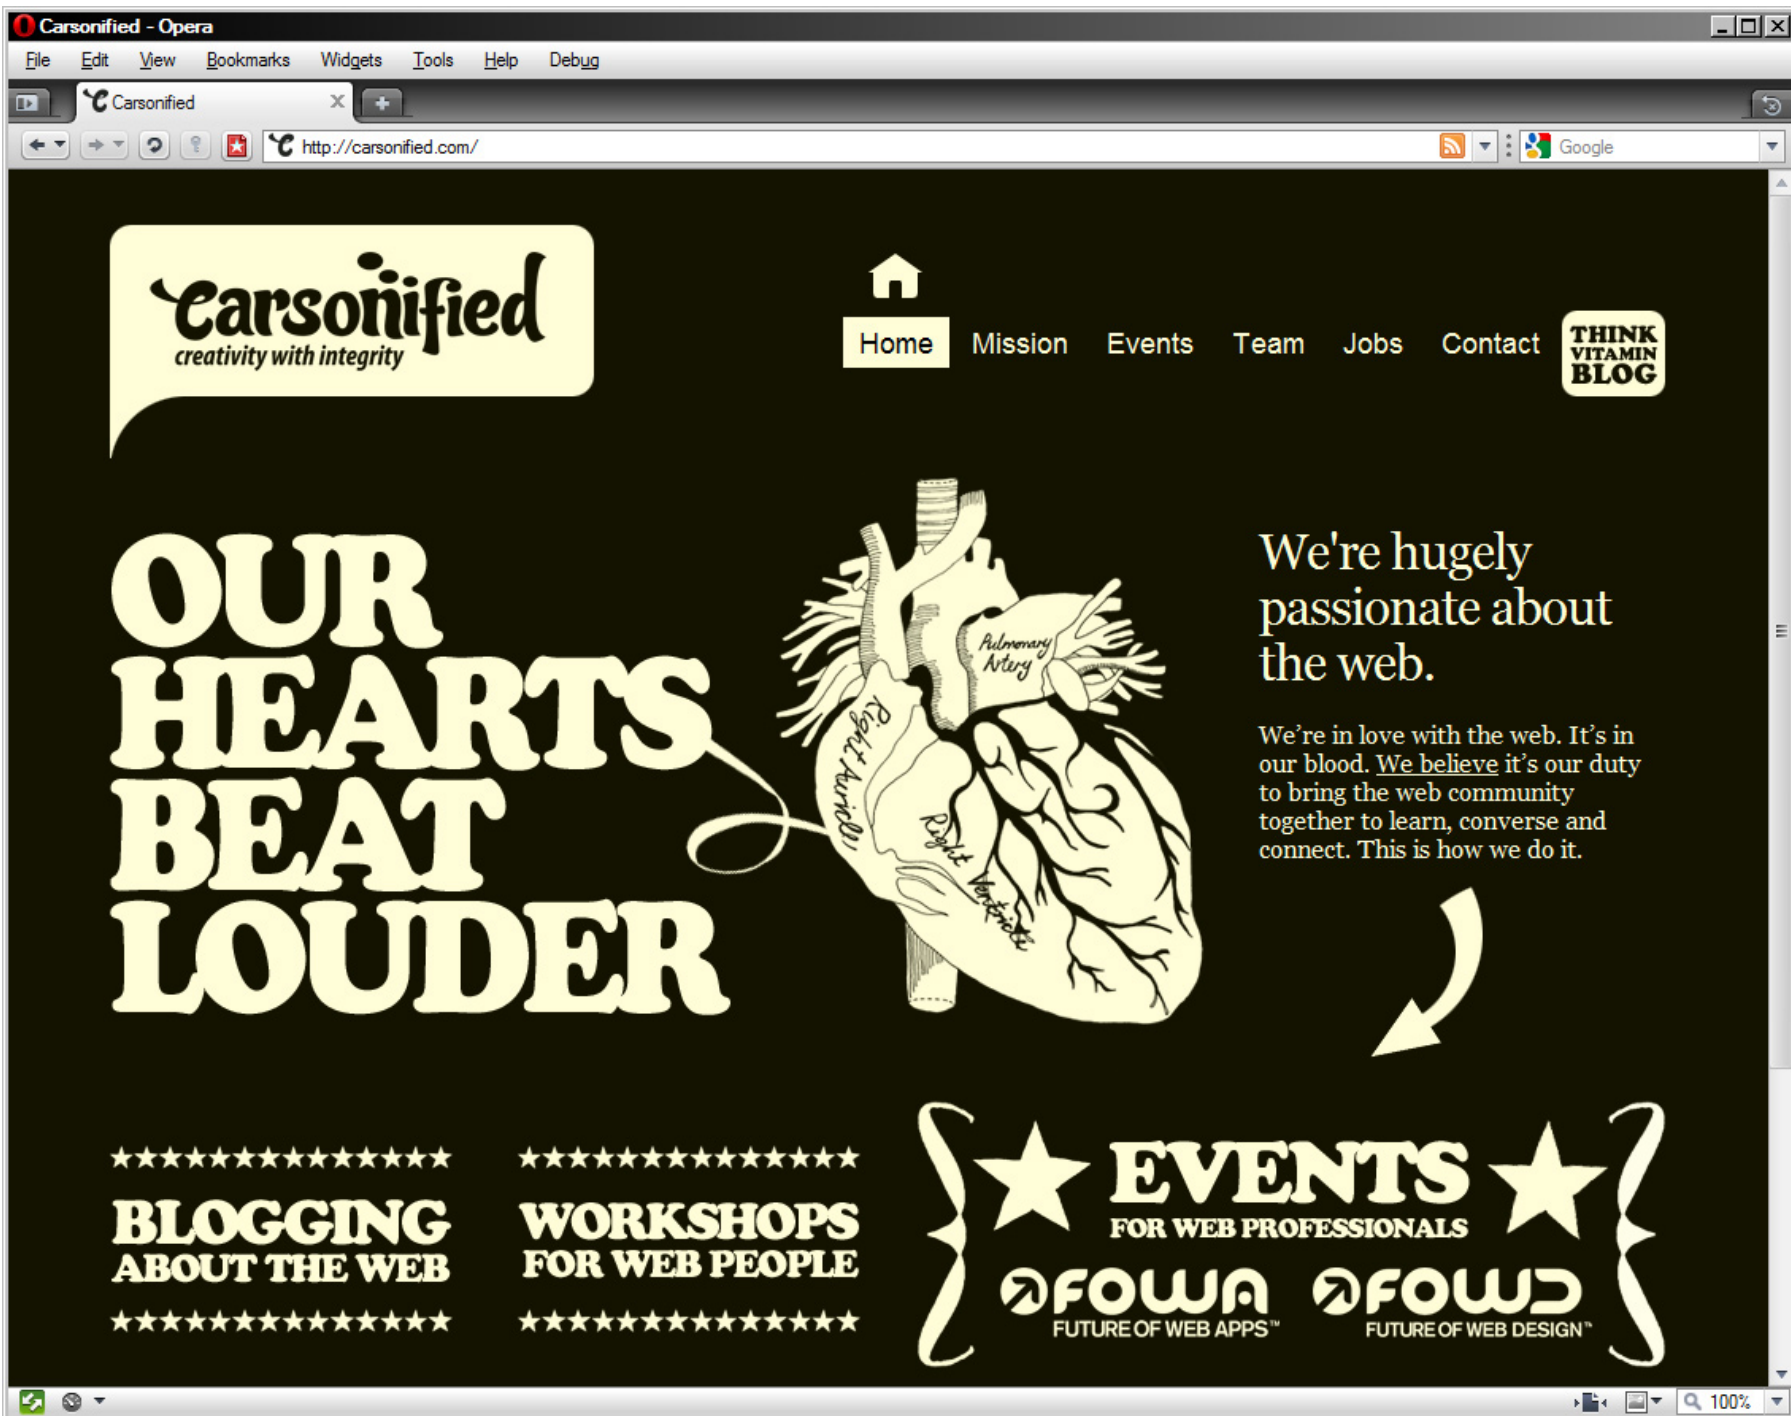 Carsonified - Opera
File Edit View Bookmarks Widgets Tools Help Debug
Carsonified
http://carsonified.com/
Google
Carsonified
creativity with integrity
Home Mission Events Team Jobs Contact
THINK
VITAMIN
BLOG
OUR
HEARTS
BEAT
LOUDER
Pulmonary
Artery
Right Auricle
Right Ventricle
We're hugely
passionate about
the web.
We’re in love with the web. It’s in
our blood. We believe it’s our duty
to bring the web community
together to learn, converse and
connect. This is how we do it.
BLOGGING
ABOUT THE WEB
WORKSHOPS
FOR WEB PEOPLE
EVENTS
FOR WEB PROFESSIONALS
FOWA
FUTURE OF WEB APPS™
FOWD
FUTURE OF WEB DESIGN™
100%